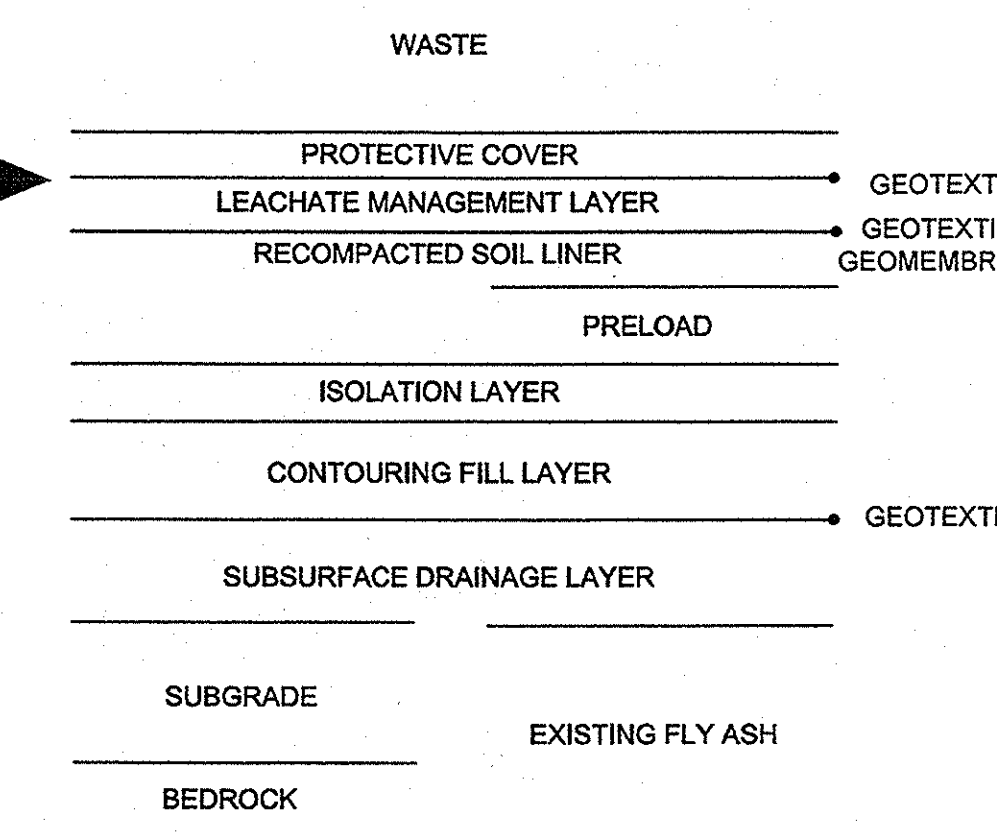 WASTE
PROTECTIVE COVER
GEOTEXT
LEACHATE MANAGEMENT LAYER
GEOTEXTI
RECOMPACTED SOIL LINER
GEOMEMBR
PRELOAD
ISOLATION LAYER
CONTOURING FILL LAYER
GEOTEXTI
SUBSURFACE DRAINAGE LAYER
SUBGRADE
EXISTING FLY ASH
BEDROCK